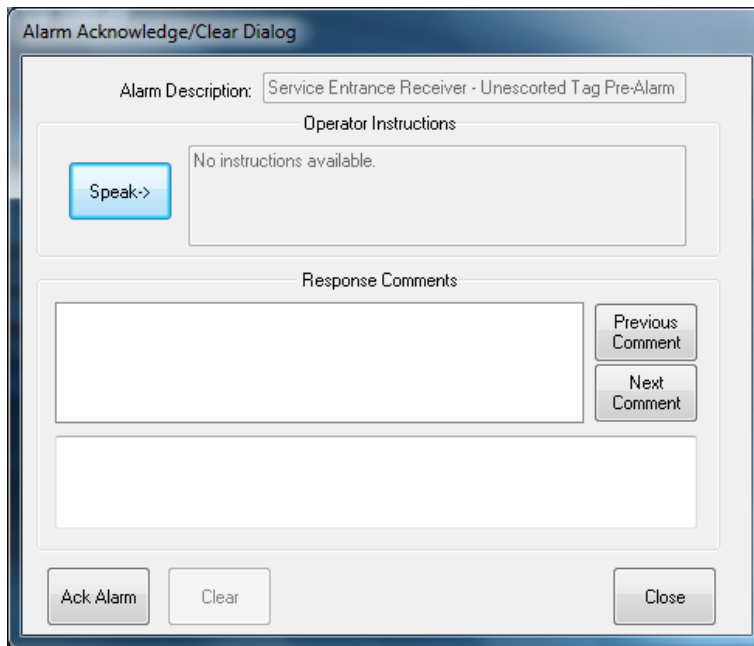 Alarm Acknowledge/Clear Dialog
Alarm Description: Service Entrance Receiver - Unescorted Tag Pre-Alarm
Operator Instructions
Speak->
No instructions available.
Response Comments
Previous
Comment
Next
Comment
Ack Alarm
Clear
Close